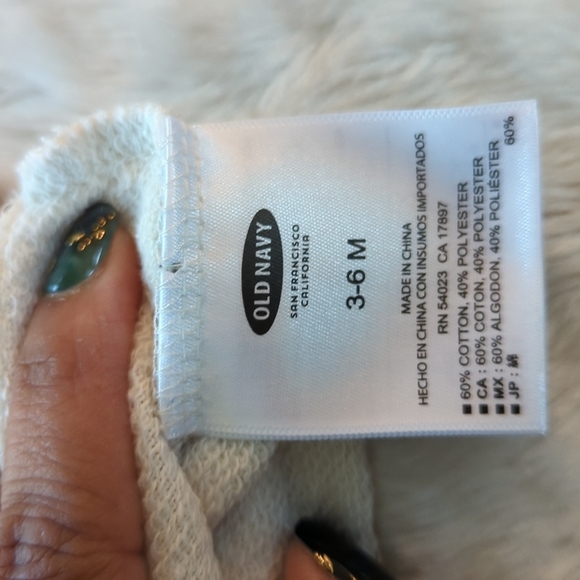 OLD NAVY
SAN FRANCISCO
CALIFORNIA
3-6 M
MADE IN CHINA
HECHO EN CHINA CON INSUMOS IMPORTADOS
RN 54023 CA 17897
60% COTTON, 40% POLYESTER
CA : 60% COTON, 40% POLYESTER
MX : 60% ALGODON, 40% POLIÉSTER
JP : 60%